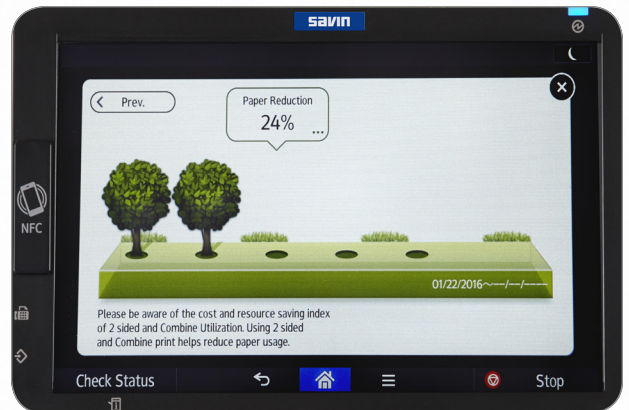 savin
Prev.
Paper Reduction
24%
...
NFC
01/22/2016~--/--/----
Please be aware of the cost and resource saving index
of 2 sided and Combine Utilization. Using 2 sided
and Combine print helps reduce paper usage.
Check Status
Stop